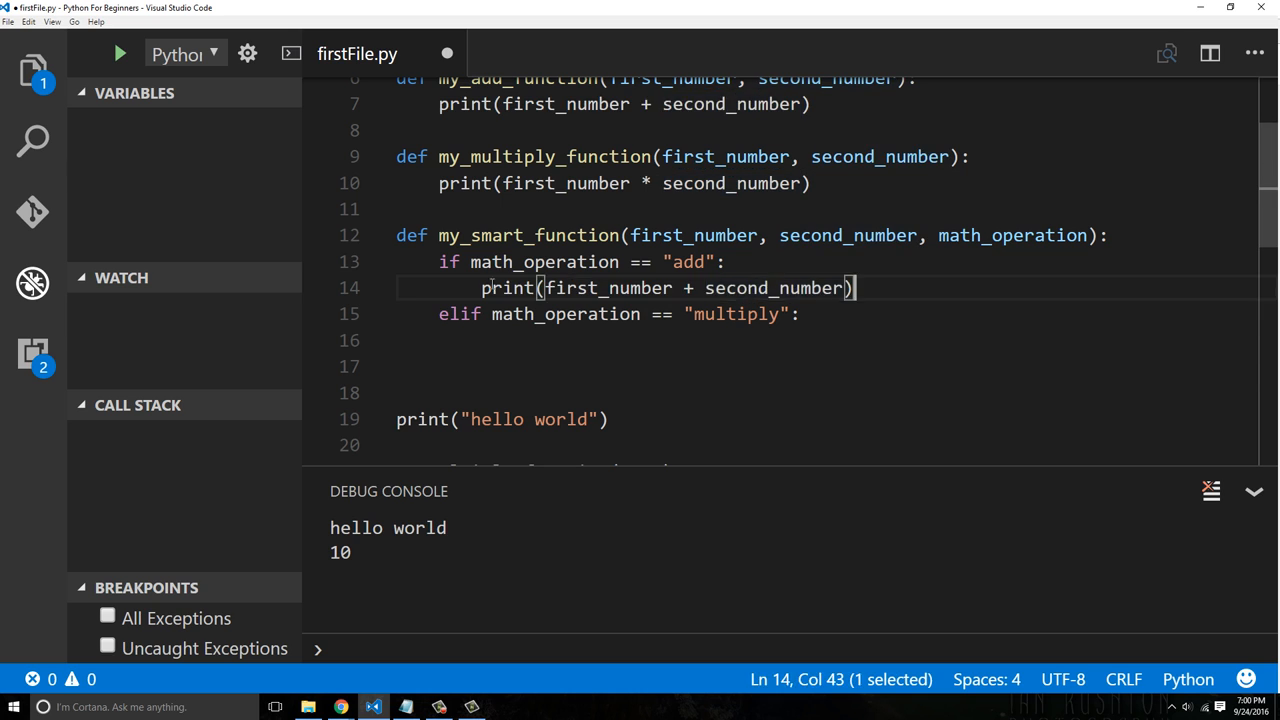 firstFile.py - Python For Beginners - Visual Studio Code
File Edit View Go Help
1
2
Python
VARIABLES
WATCH
CALL STACK
BREAKPOINTS
All Exceptions
Uncaught Exceptions
firstFile.py
6 def my_add_function(first_number, second_number):
7 print(first_number + second_number)
8
9 def my_multiply_function(first_number, second_number):
10 print(first_number * second_number)
11
12 def my_smart_function(first_number, second_number, math_operation):
13 if math_operation == "add":
14 print(first_number + second_number)
15 elif math_operation == "multiply":
16
17
18
19 print("hello world")
20
DEBUG CONSOLE
hello world
10
0 0 Ln 14, Col 43 (1 selected) Spaces: 4 UTF-8 CRLF Python
I'm Cortana. Ask me anything.
7:00 PM
9/24/2016